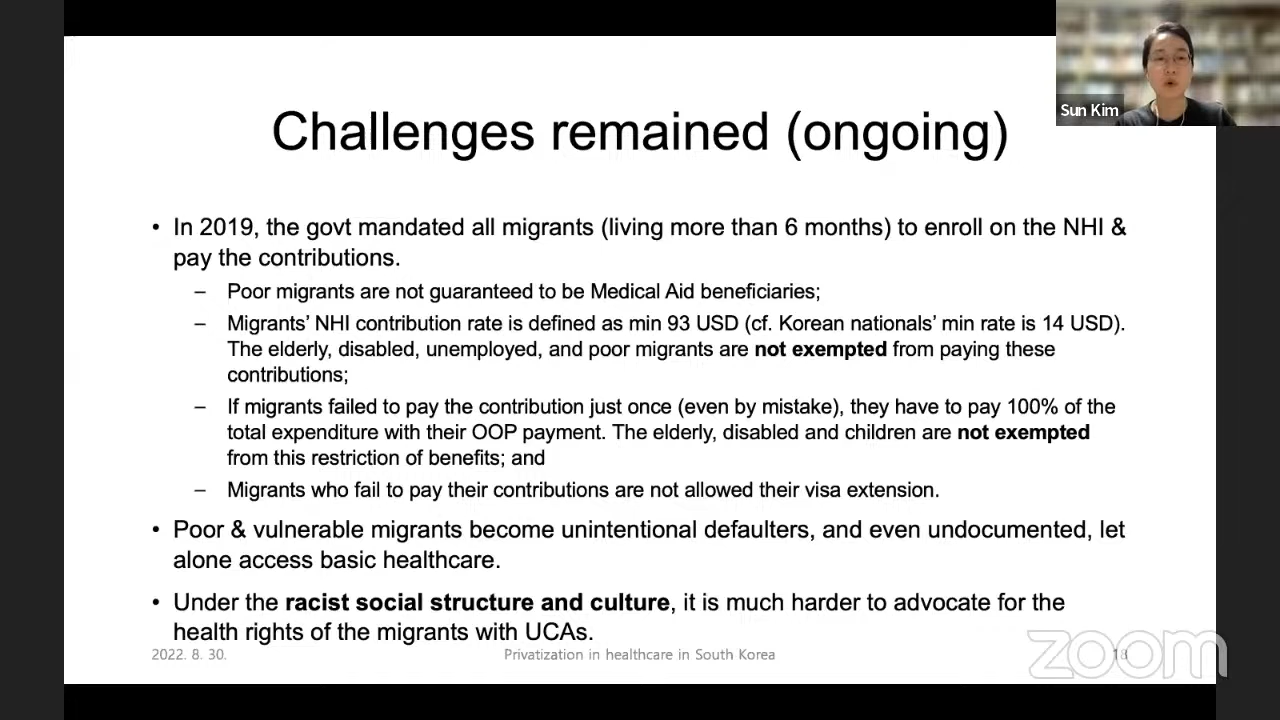 Sun Kim
Challenges remained (ongoing)
• In 2019, the govt mandated all migrants (living more than 6 months) to enroll on the NHI &
pay the contributions.
– Poor migrants are not guaranteed to be Medical Aid beneficiaries;
– Migrants’ NHI contribution rate is defined as min 93 USD (cf. Korean nationals’ min rate is 14 USD).
The elderly, disabled, unemployed, and poor migrants are not exempted from paying these
contributions;
– If migrants failed to pay the contribution just once (even by mistake), they have to pay 100% of the
total expenditure with their OOP payment. The elderly, disabled and children are not exempted
from this restriction of benefits; and
– Migrants who fail to pay their contributions are not allowed their visa extension.
• Poor & vulnerable migrants become unintentional defaulters, and even undocumented, let
alone access basic healthcare.
• Under the racist social structure and culture, it is much harder to advocate for the
health rights of the migrants with UCAs.
2022. 8. 30.
Privatization in healthcare in South Korea
18
zoom